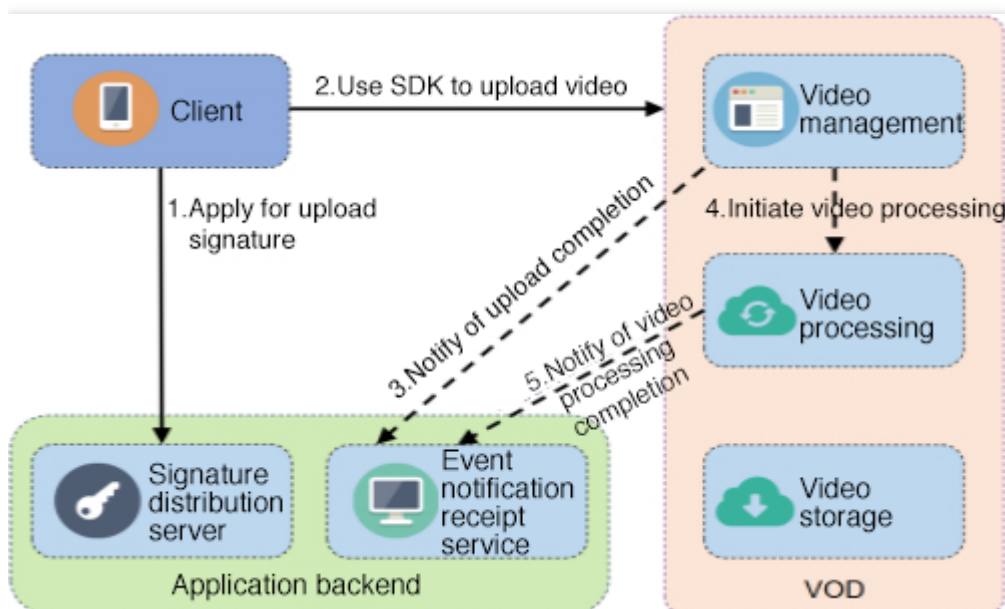 Client
2.Use SDK to upload video
Video
management
1.Apply for upload
signature
3.Notify of upload completion
4.Initiate video processing
Video
processing
5.Notify of video
processing
completion
Signature
distribution
server
Event
notification
receipt
service
Video
storage
Application backend
VOD